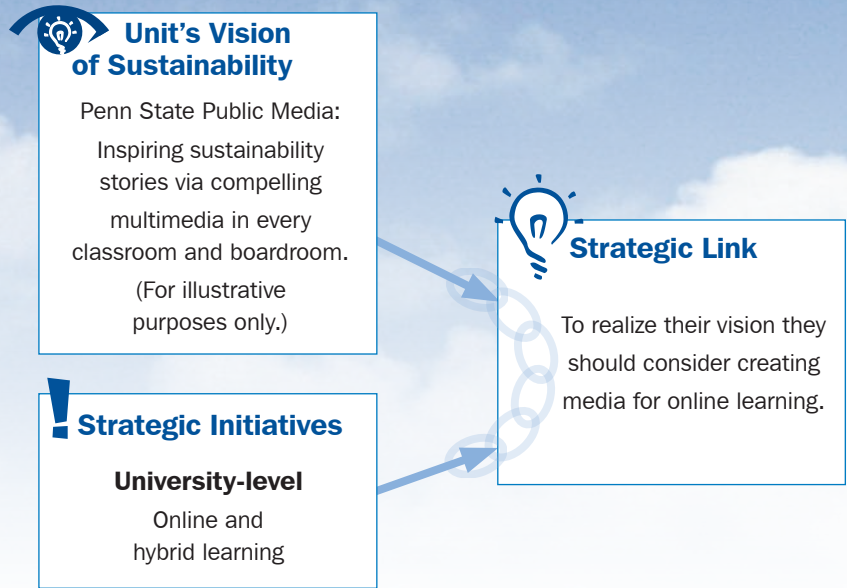 Unit’s Vision
of Sustainability
Penn State Public Media:
Inspiring sustainability
stories via compelling
multimedia in every
classroom and boardroom.
(For illustrative
purposes only.)
Strategic Initiatives
University-level
Online and
hybrid learning
Strategic Link
To realize their vision they
should consider creating
media for online learning.